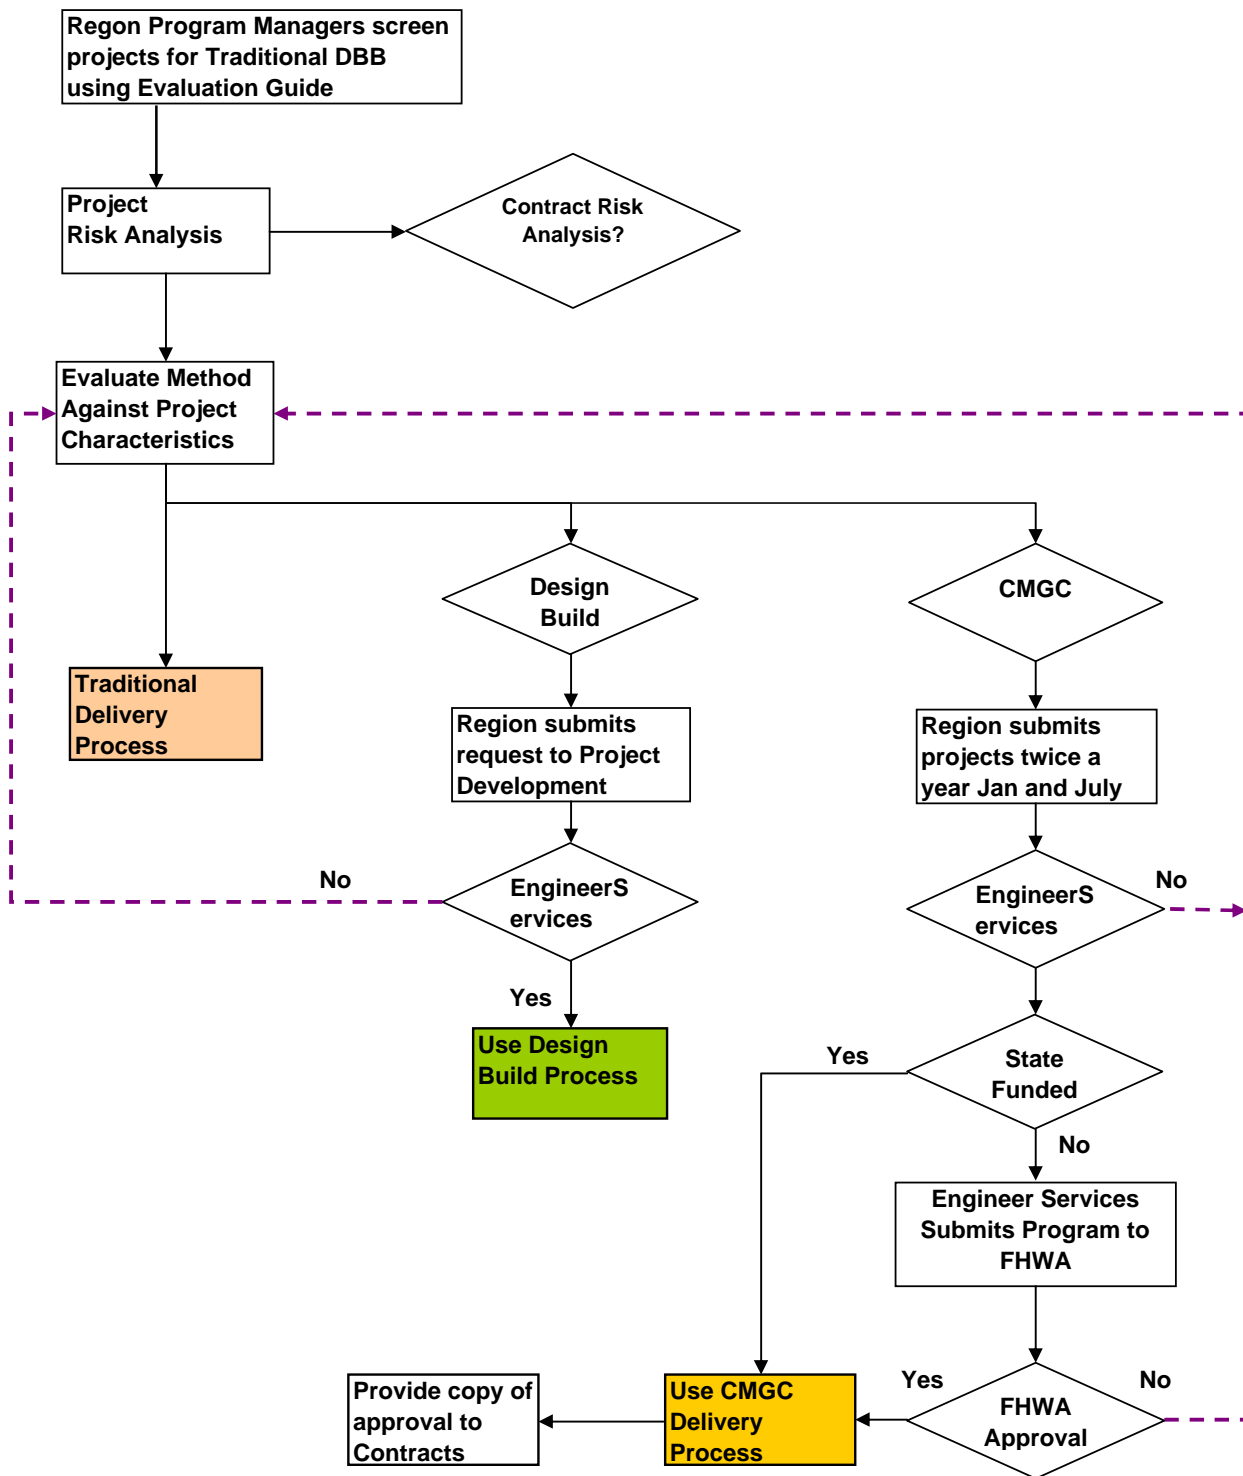 Regon Program Managers screen
projects for Traditional DBB
using Evaluation Guide
Project
Risk Analysis
Contract Risk
Analysis?
Evaluate Method
Against Project
Characteristics
Design
Build
CMGC
Traditional
Delivery
Process
Region submits
request to Project
Development
Region submits
projects twice a
year Jan and July
No
EngineerS
ervices
EngineerS
ervices
No
Yes
Use Design
Build Process
Yes
State
Funded
No
Engineer Services
Submits Program to
FHWA
Provide copy of
approval to
Contracts
Use CMGC
Delivery
Process
Yes
FHWA
Approval
No